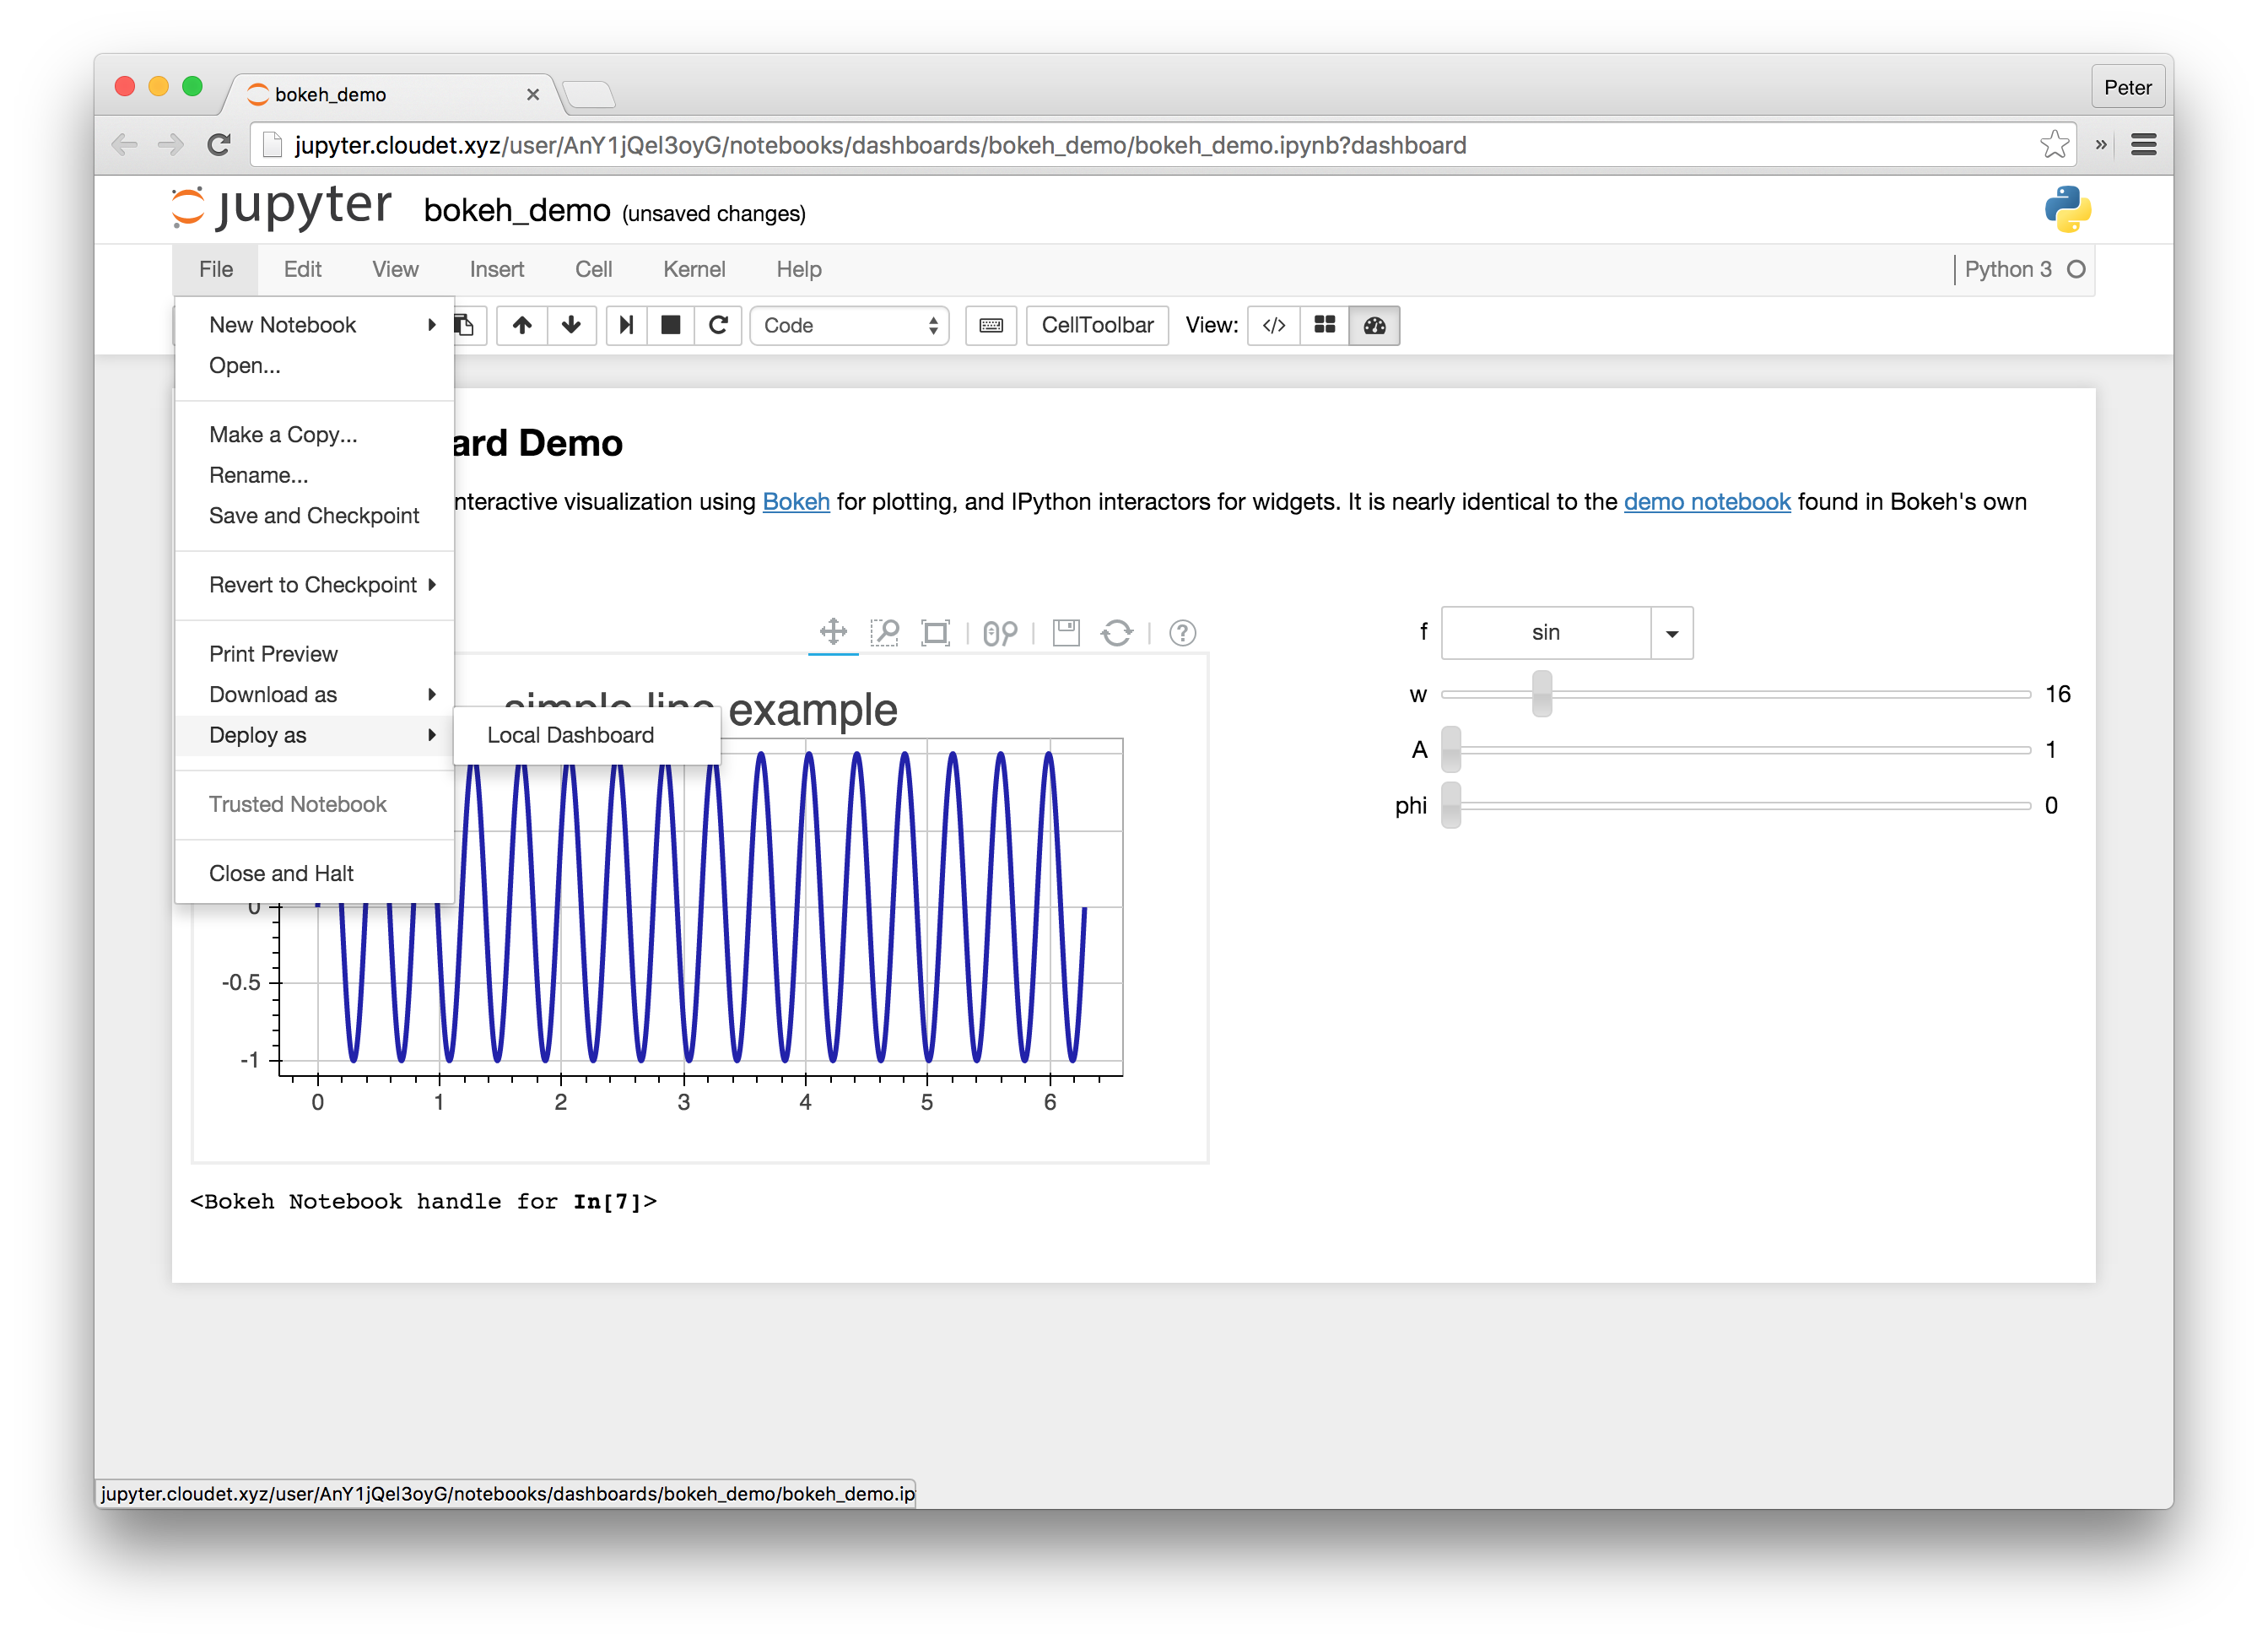 bokeh_demo
Peter
jupyter.cloudet.xyz/user/AnY1jQel3oyG/notebooks/dashboards/bokeh_demo/bokeh_demo.ipynb?dashboard
jupyter bokeh_demo (unsaved changes)
File Edit View Insert Cell Kernel Help Python 3
Code CellToolbar View:
New Notebook
Open...
Make a Copy...
Rename...
Save and Checkpoint
Revert to Checkpoint
Print Preview
Download as
Deploy as
Local Dashboard
Trusted Notebook
Close and Halt
ard Demo
nteractive visualization using Bokeh for plotting, and IPython interactors for widgets. It is nearly identical to the demo notebook found in Bokeh's own
simple line example
f sin
w 16
A 1
phi 0
0
-0.5
-1
0 1 2 3 4 5 6
<Bokeh Notebook handle for In[7]>
jupyter.cloudet.xyz/user/AnY1jQel3oyG/notebooks/dashboards/bokeh_demo/bokeh_demo.ip